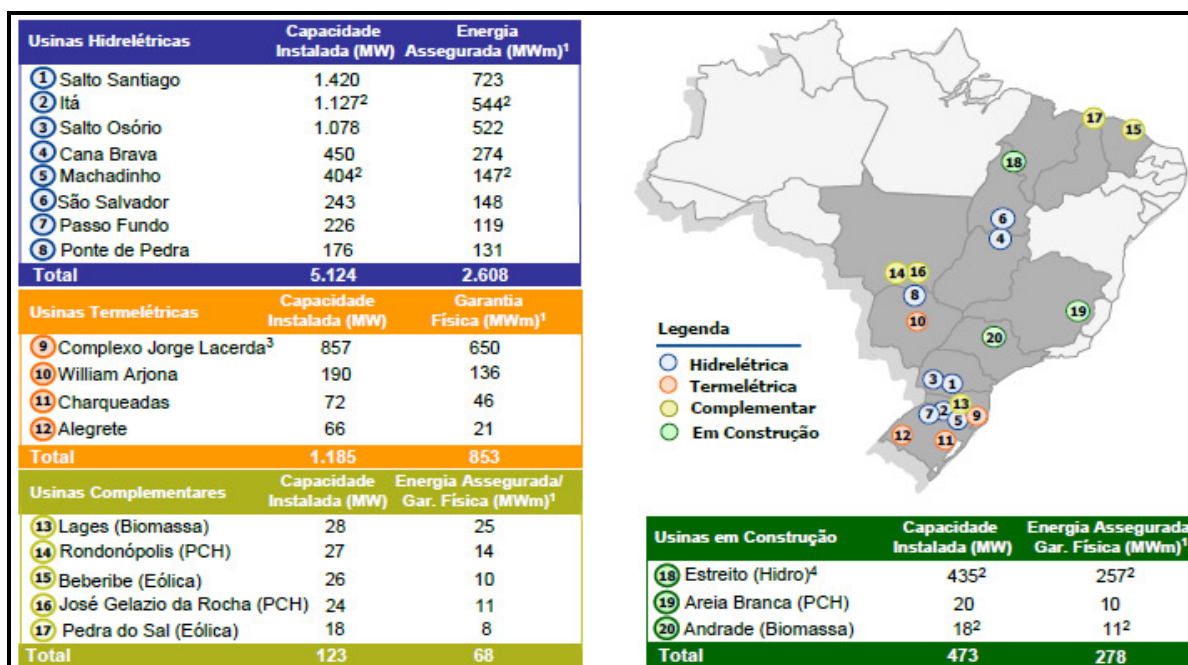 Usinas Hidrelétricas Capacidade Instalada (MW) Energia Assegurada (MWm)¹
1 Salto Santiago 1.420 723
2 Itá 1.127² 544²
3 Salto Osório 1.078 522
4 Cana Brava 450 274
5 Machadinho 404² 147²
6 São Salvador 243 148
7 Passo Fundo 226 119
8 Ponte de Pedra 176 131
Total 5.124 2.608
Usinas Termelétricas Capacidade Instalada (MW) Garantia Física (MWm)¹
9 Complexo Jorge Lacerda³ 857 650
10 William Arjona 190 136
11 Charqueadas 72 46
12 Alegrete 66 21
Total 1.185 853
Usinas Complementares Capacidade Instalada (MW) Energia Assegurada/ Gar. Física (MWm)¹
13 Lages (Biomassa) 28 25
14 Rondonópolis (PCH) 27 14
15 Beberibe (Eólica) 26 10
16 José Gelazio da Rocha (PCH) 24 11
17 Pedra do Sal (Eólica) 18 8
Total 123 68
17
15
18
6
4
14 16
8
10
19
20
3 1
13
7 2
5 9
12 11
Legenda
Hidrelétrica
Termelétrica
Complementar
Em Construção
Usinas em Construção Capacidade Instalada (MW) Energia Assegurada Gar. Física (MWm)¹
18 Estreito (Hidro)⁴ 435² 257²
19 Areia Branca (PCH) 20 10
20 Andrade (Biomassa) 18² 11²
Total 473 278